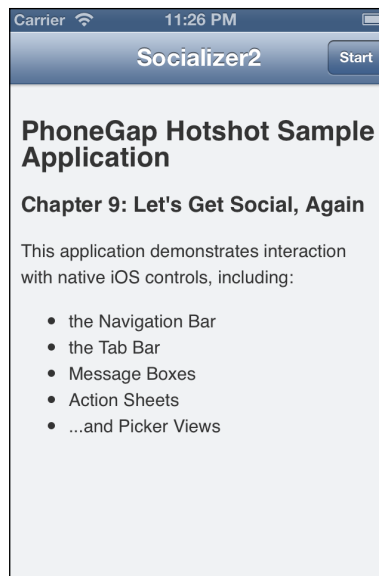 Carrier 11:26 PM
Socializer2 Start
PhoneGap Hotshot Sample
Application
Chapter 9: Let's Get Social, Again
This application demonstrates interaction
with native iOS controls, including:
• the Navigation Bar
• the Tab Bar
• Message Boxes
• Action Sheets
• ...and Picker Views